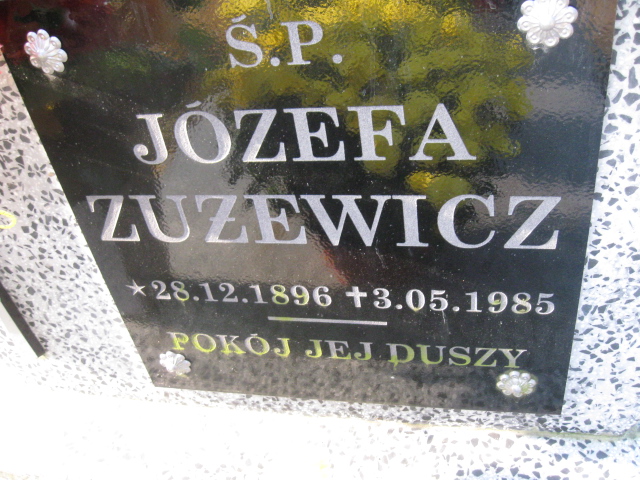 Ś.P.
JÓZEFA
ZUŻEWICZ
★28.12.1896 ✝3.05.1985
POKÓJ JEJ DUSZY